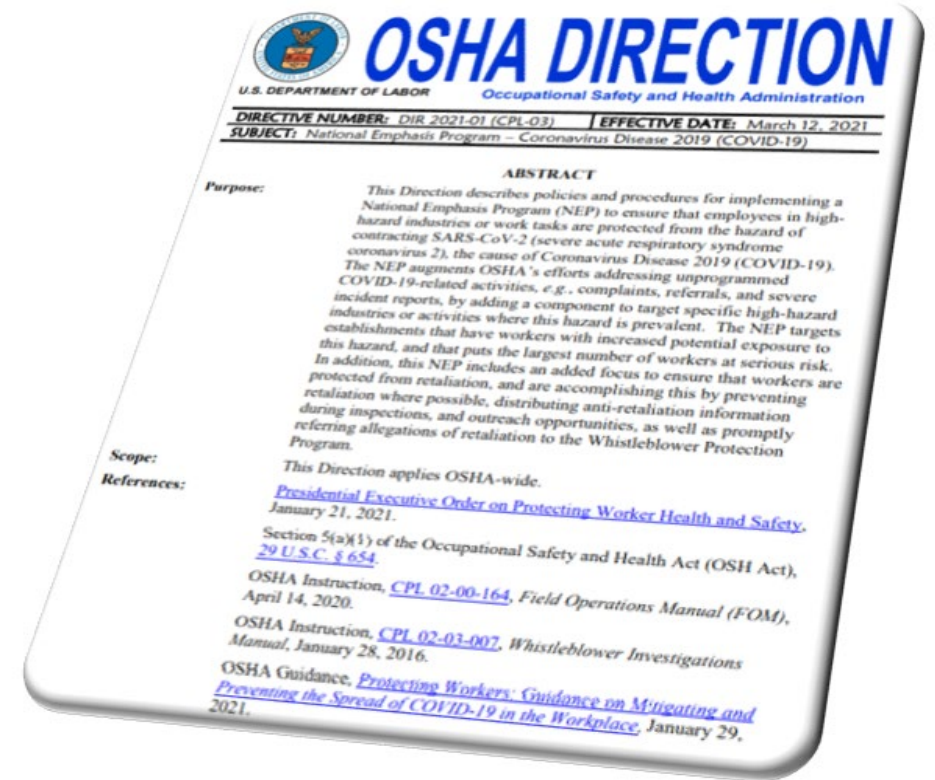 OSHA DIRECTION
U.S. DEPARTMENT OF LABOR
Occupational Safety and Health Administration
DIRECTIVE NUMBER: DIR 2021-01 (CPL-03)
EFFECTIVE DATE: March 12, 2021
SUBJECT: National Emphasis Program – Coronavirus Disease 2019 (COVID-19)
ABSTRACT
Purpose:
This Direction describes policies and procedures for implementing a
National Emphasis Program (NEP) to ensure that employees in high-
hazard industries or work tasks are protected from the hazard of
contracting SARS-CoV-2 (severe acute respiratory syndrome
coronavirus 2), the cause of Coronavirus Disease 2019 (COVID-19).
The NEP augments OSHA's efforts addressing unprogrammed
COVID-19-related activities, e.g., complaints, referrals, and severe
incident reports, by adding a component to target specific high-hazard
industries or activities where this hazard is prevalent. The NEP targets
establishments that have workers with increased potential exposure to
this hazard, and that puts the largest number of workers at serious risk.
In addition, this NEP includes an added focus to ensure that workers are
protected from retaliation, and are accomplishing this by preventing
retaliation where possible, distributing anti-retaliation information
during inspections, and outreach opportunities, as well as promptly
referring allegations of retaliation to the Whistleblower Protection
Program.
Scope:
This Direction applies OSHA-wide.
References:
Presidential Executive Order on Protecting Worker Health and Safety,
January 21, 2021.
Section 5(a)(1) of the Occupational Safety and Health Act (OSH Act),
29 U.S.C. § 654.
OSHA Instruction, CPL 02-00-164, Field Operations Manual (FOM),
April 14, 2020.
OSHA Instruction, CPL 02-03-007, Whistleblower Investigations
Manual, January 28, 2016.
OSHA Guidance, Protecting Workers: Guidance on Mitigating and
Preventing the Spread of COVID-19 in the Workplace, January 29,
2021.